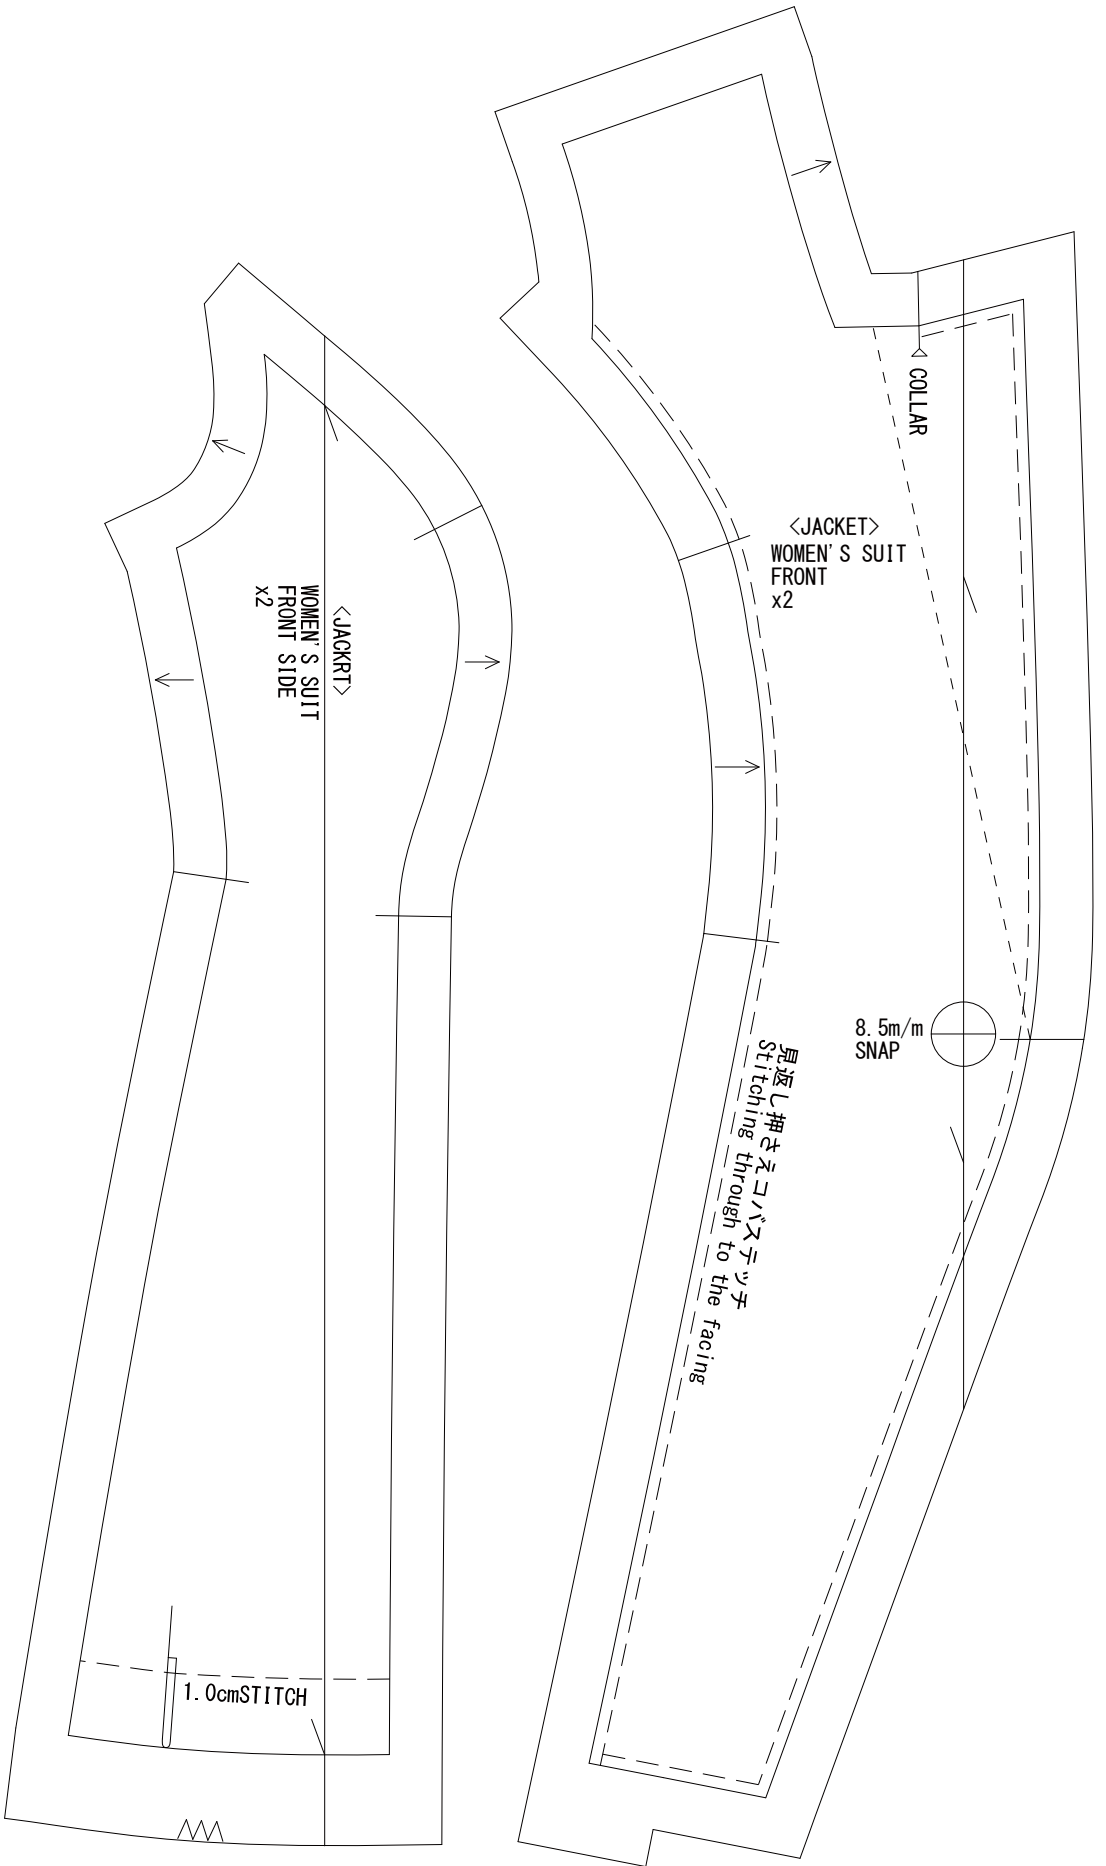 COLLAR
<JACKET>
WOMEN'S SUIT
FRONT
x2
<JACKRT>
WOMEN'S SUIT
FRONT SIDE
x2
8.5m/m
SNAP
見返し押さえコバステッチ
Stitching through to the facing
1.0cmSTITCH